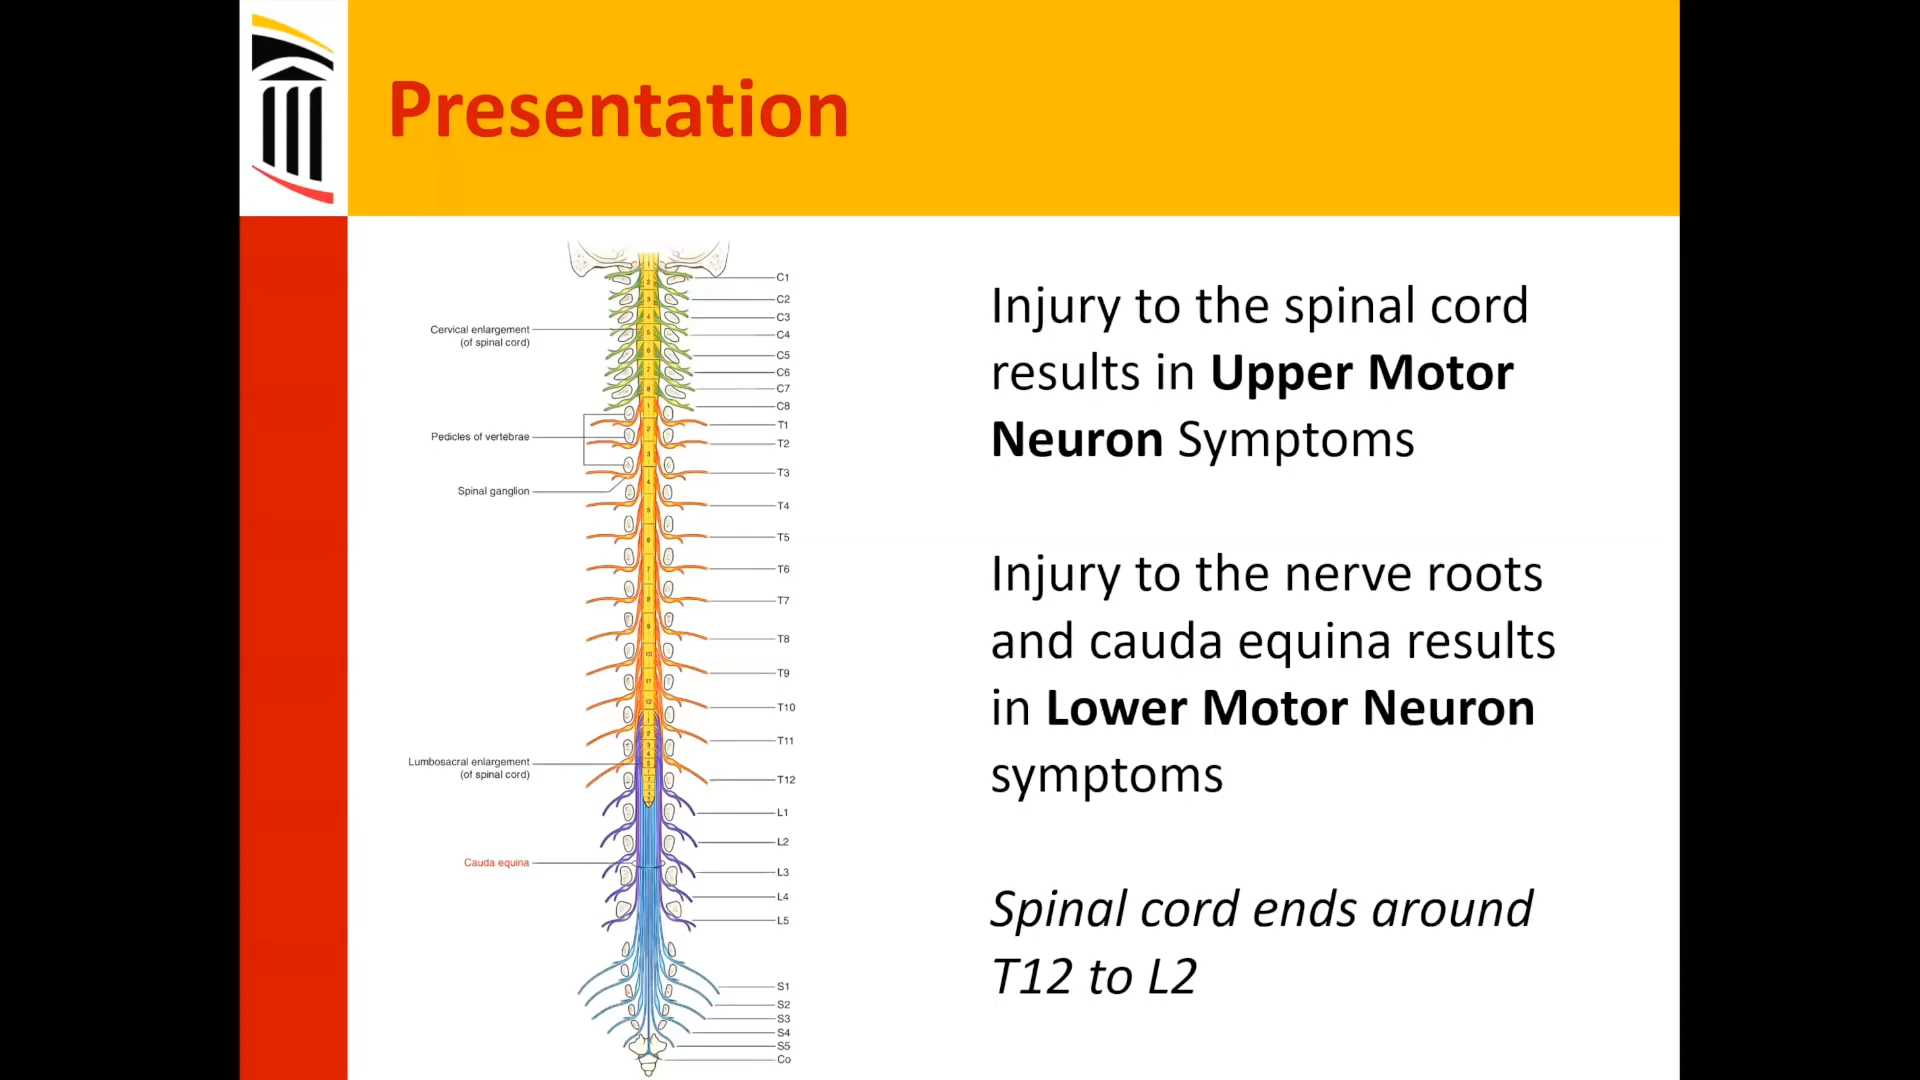 Presentation
Cervical enlargement
(of spinal cord)
Pedicles of vertebrae
Spinal ganglion
Lumbosacral enlargement
(of spinal cord)
Cauda equina
C1
C2
C3
C4
C5
C6
C7
C8
T1
T2
T3
T4
T5
T6
T7
T8
T9
T10
T11
T12
L1
L2
L3
L4
L5
S1
S2
S3
S4
S5
Co
Injury to the spinal cord
results in Upper Motor
Neuron Symptoms
Injury to the nerve roots
and cauda equina results
in Lower Motor Neuron
symptoms
Spinal cord ends around
T12 to L2